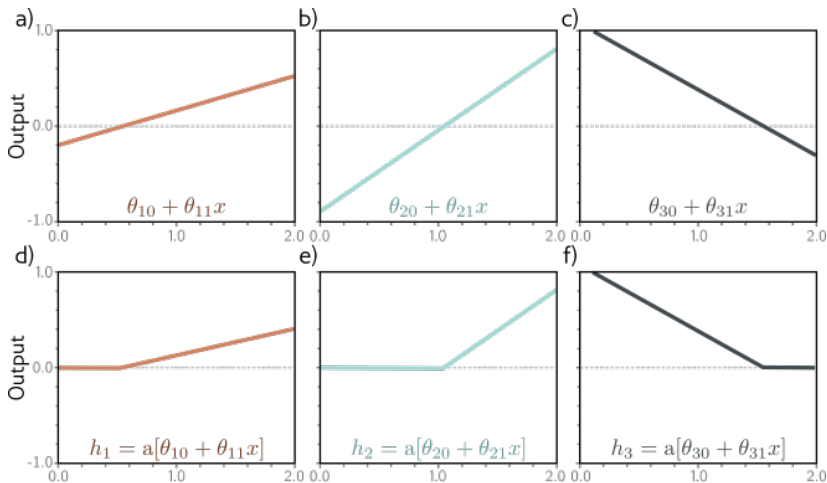 a) b) c)
Output
1.0
0.0
-1.0
θ₁₀ + θ₁₁x
θ₂₀ + θ₂₁x
θ₃₀ + θ₃₁x
0.0 1.0 2.0
0.0 1.0 2.0
0.0 1.0 2.0
d) e) f)
Output
1.0
0.0
-1.0
h₁ = a[θ₁₀ + θ₁₁x]
h₂ = a[θ₂₀ + θ₂₁x]
h₃ = a[θ₃₀ + θ₃₁x]
0.0 1.0 2.0
0.0 1.0 2.0
0.0 1.0 2.0